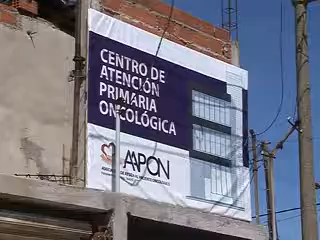 CENTRO DE
ATENCIÓN
PRIMARIA
ONCOLÓGICA
AAPON